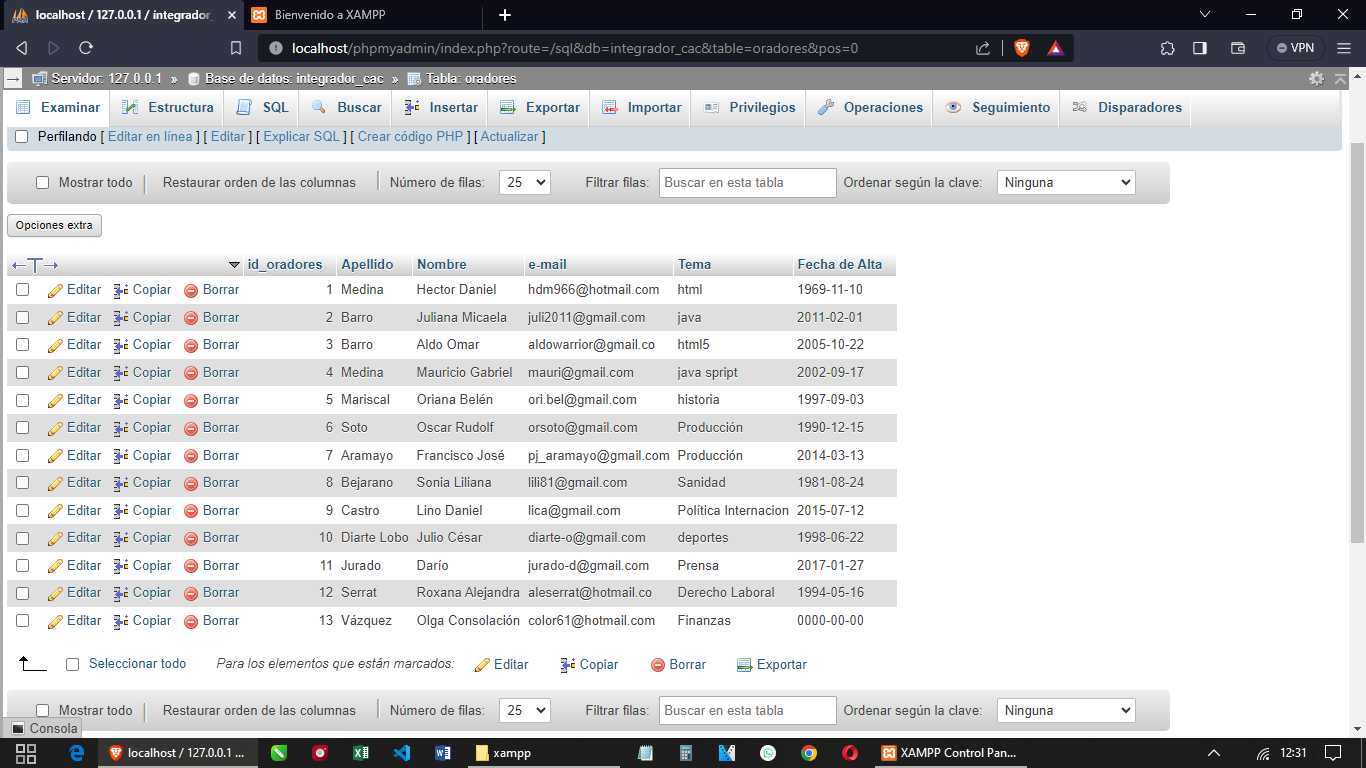 localhost / 127.0.0.1 / integrador_
Bienvenido a XAMPP
localhost/phpmyadmin/index.php?route=/sql&db=integrador_cac&table=oradores&pos=0
VPN
Servidor: 127.0.0.1 » Base de datos: integrador_cac » Tabla: oradores
Examinar Estructura SQL Buscar Insertar Exportar Importar Privilegios Operaciones Seguimiento Disparadores
Perfilando [ Editar en línea ] [ Editar ] [ Explicar SQL ] [ Crear código PHP ] [ Actualizar ]
Mostrar todo Restaurar orden de las columnas Número de filas: 25 Filtrar filas: Buscar en esta tabla Ordenar según la clave: Ninguna
Opciones extra
id_oradores Apellido Nombre e-mail Tema Fecha de Alta
Editar Copiar Borrar 1 Medina Hector Daniel hdm966@hotmail.com html 1969-11-10
Editar Copiar Borrar 2 Barro Juliana Micaela juli2011@gmail.com java 2011-02-01
Editar Copiar Borrar 3 Barro Aldo Omar aldowarrior@gmail.co html5 2005-10-22
Editar Copiar Borrar 4 Medina Mauricio Gabriel mauri@gmail.com java spript 2002-09-17
Editar Copiar Borrar 5 Mariscal Oriana Belén ori.bel@gmail.com historia 1997-09-03
Editar Copiar Borrar 6 Soto Oscar Rudolf orsoto@gmail.com Producción 1990-12-15
Editar Copiar Borrar 7 Aramayo Francisco José pj_aramayo@gmail.com Producción 2014-03-13
Editar Copiar Borrar 8 Bejarano Sonia Liliana lili81@gmail.com Sanidad 1981-08-24
Editar Copiar Borrar 9 Castro Lino Daniel lica@gmail.com Política Internacion 2015-07-12
Editar Copiar Borrar 10 Diarte Lobo Julio César diarte-o@gmail.com deportes 1998-06-22
Editar Copiar Borrar 11 Jurado Darío jurado-d@gmail.com Prensa 2017-01-27
Editar Copiar Borrar 12 Serrat Roxana Alejandra aleserrat@hotmail.co Derecho Laboral 1994-05-16
Editar Copiar Borrar 13 Vázquez Olga Consolación color61@hotmail.com Finanzas 0000-00-00
Seleccionar todo Para los elementos que están marcados: Editar Copiar Borrar Exportar
Mostrar todo Restaurar orden de las columnas Número de filas: 25 Filtrar filas: Buscar en esta tabla Ordenar según la clave: Ninguna
Consola
localhost / 127.0.0.1 ... xampp XAMPP Control Pan... 12:31